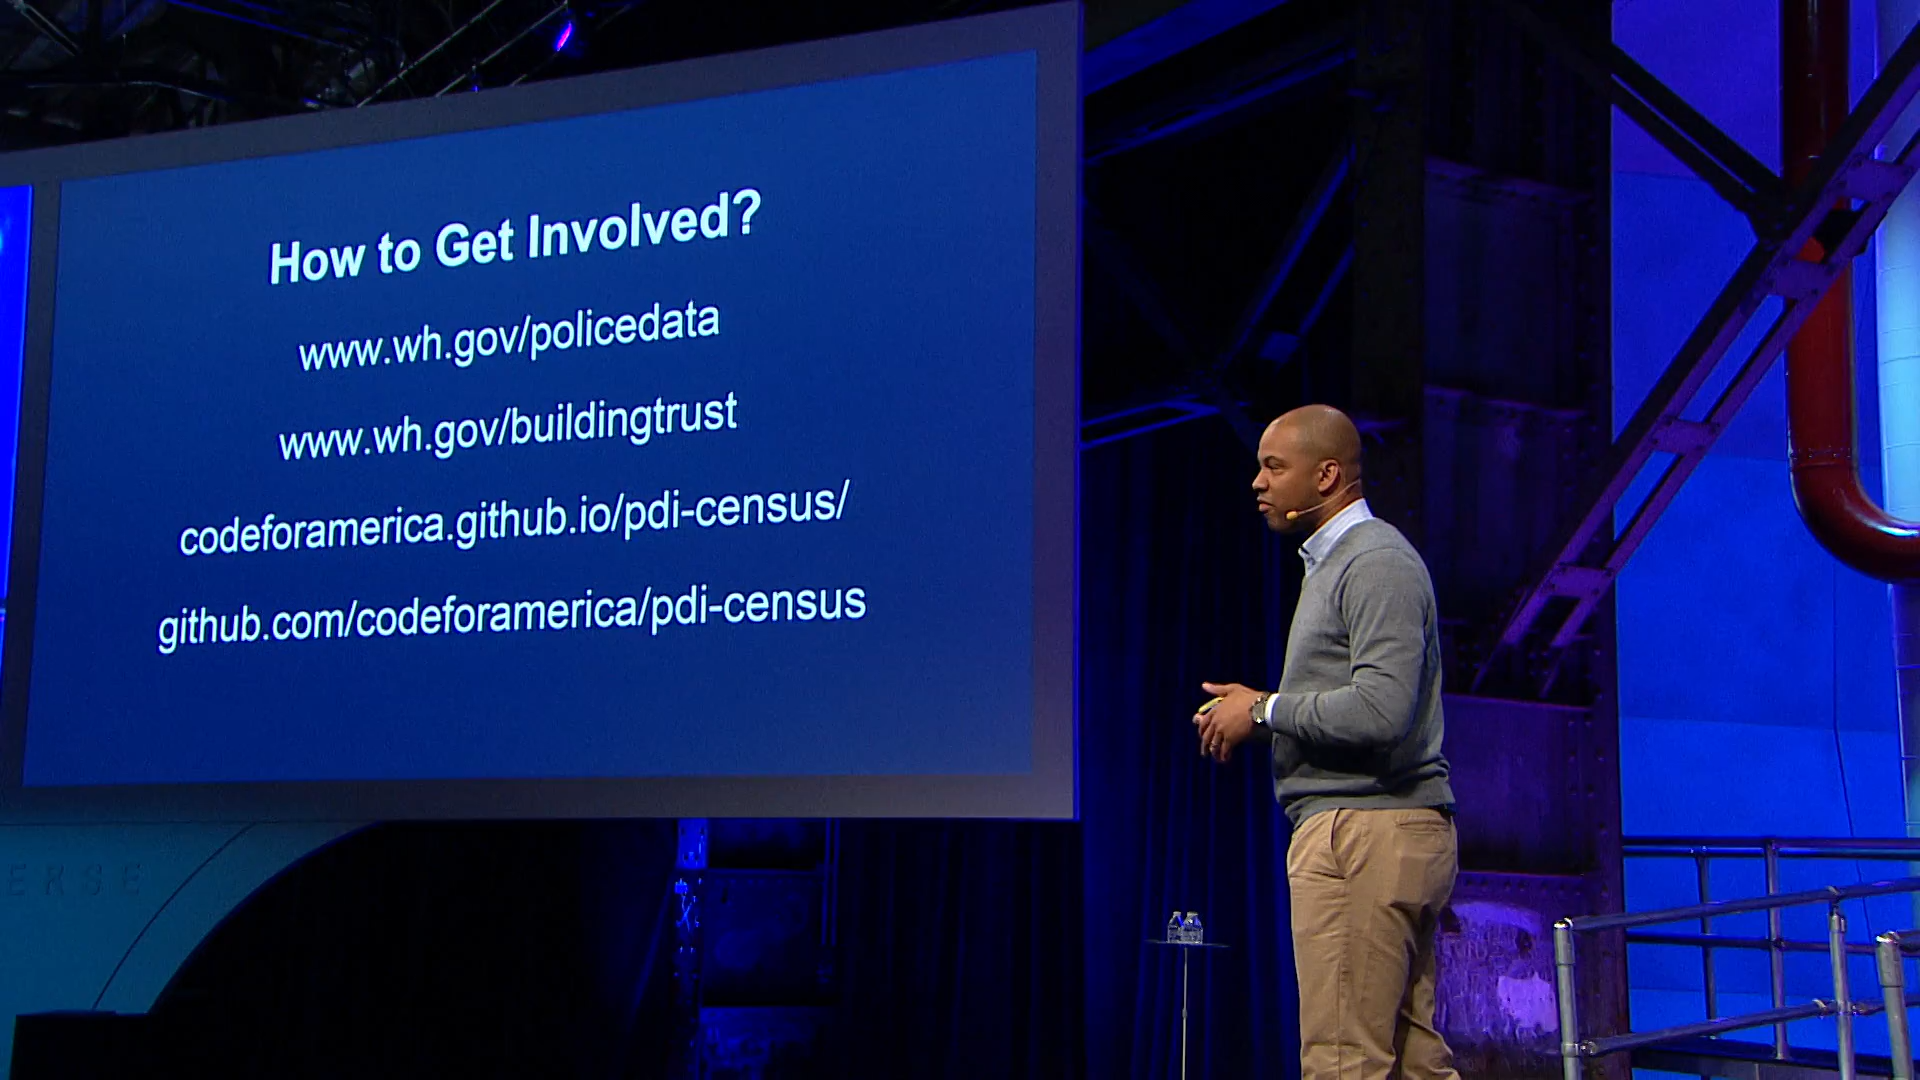 How to Get Involved?
www.wh.gov/policedata
www.wh.gov/buildingtrust
codeforamerica.github.io/pdi-census/
github.com/codeforamerica/pdi-census
ERSE